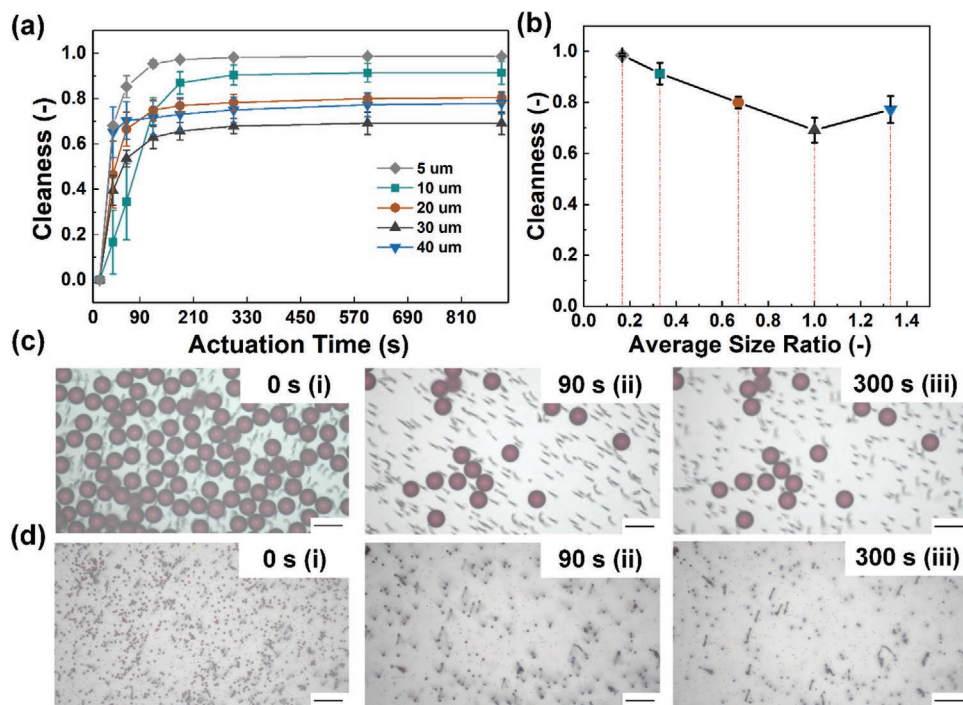 (a)
Cleaness (-)
1.0
0.8
0.6
0.4
0.2
0.0
5 um
10 um
20 um
30 um
40 um
0 90 210 330 450 570 690 810
Actuation Time (s)
(b)
Cleanness (-)
1.0
0.8
0.6
0.4
0.2
0.0
0.0 0.2 0.4 0.6 0.8 1.0 1.2 1.4
Average Size Ratio (-)
(c)
0 s (i)
90 s (ii)
300 s (iii)
(d)
0 s (i)
90 s (ii)
300 s (iii)